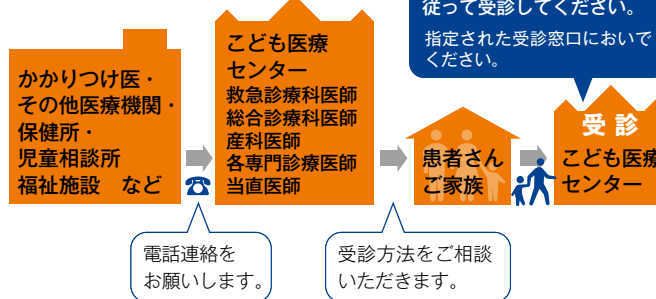 かかりつけ医・
その他医療機関・
保健所・
児童相談所
福祉施設　など
電話連絡を
お願いします。
こども医療
センター
救急診療科医師
総合診療科医師
産科医師
各専門診療医師
当直医師
受診方法をご相談
いただきます。
患者さん
ご家族
従って受診してください。
指定された受診窓口においで
ください。
受診
こども医療
センター